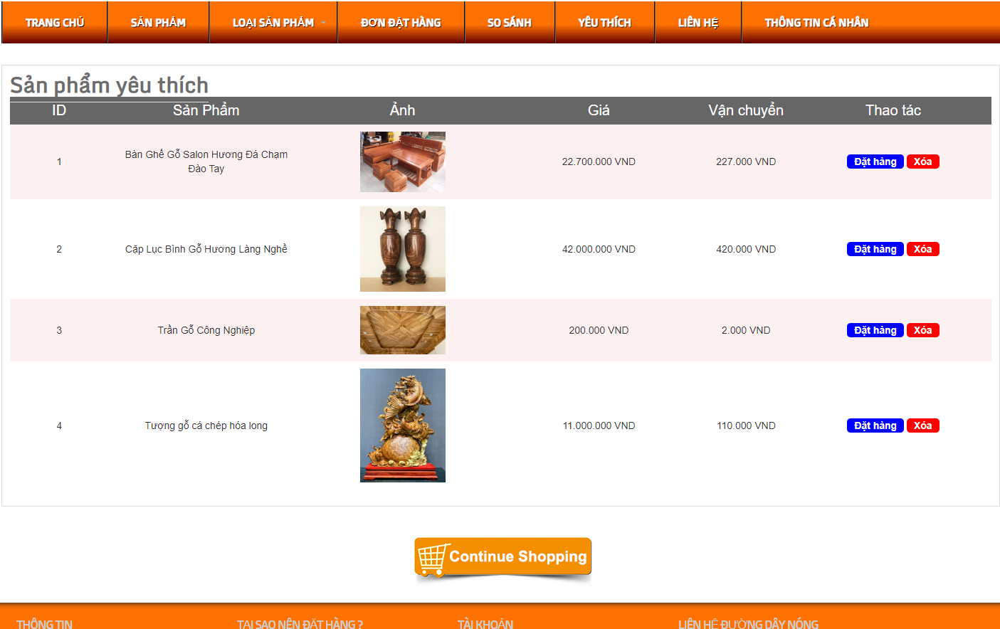 TRANG CHỦ SẢN PHẨM LOẠI SẢN PHẨM ĐƠN ĐẶT HÀNG SO SÁNH YÊU THÍCH LIÊN HỆ THÔNG TIN CÁ NHÂN
Sản phẩm yêu thích
ID Sản Phẩm Ảnh Giá Vận chuyển Thao tác
1 Bàn Ghế Gỗ Salon Hương Đá Chạm
Đào Tay 22.700.000 VND 227.000 VND Đặt hàng Xóa
2 Cặp Lục Bình Gỗ Hương Làng Nghề 42.000.000 VND 420.000 VND Đặt hàng Xóa
3 Trần Gỗ Công Nghiệp 200.000 VND 2.000 VND Đặt hàng Xóa
4 Tượng gỗ cá chép hóa long 11.000.000 VND 110.000 VND Đặt hàng Xóa
Continue Shopping
THÔNG TIN TẠI SAO NÊN ĐẶT HÀNG ? TÀI KHOẢN LIÊN HỆ ĐƯỜNG DÂY NÓNG